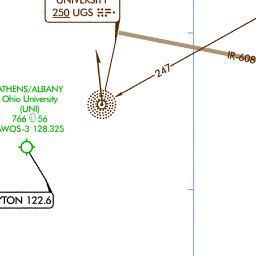 UNIVERSITY
250 UGS
IR-608
247
ATHENS/ALBANY
Ohio University
(UNI)
766 56
AWOS-3 128.325
YTON 122.6